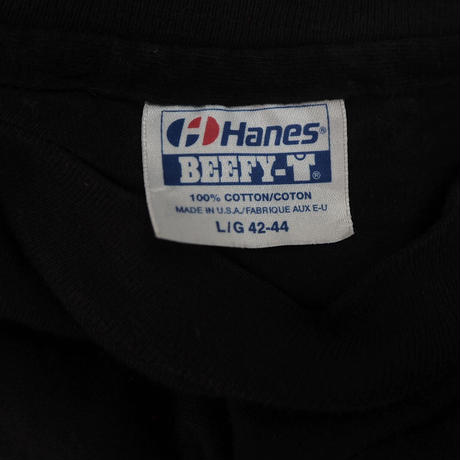 Hanes®
BEEFY-T®
100% COTTON/COTON
MADE IN U.S.A./FABRIQUE AUX E-U
L/G 42-44